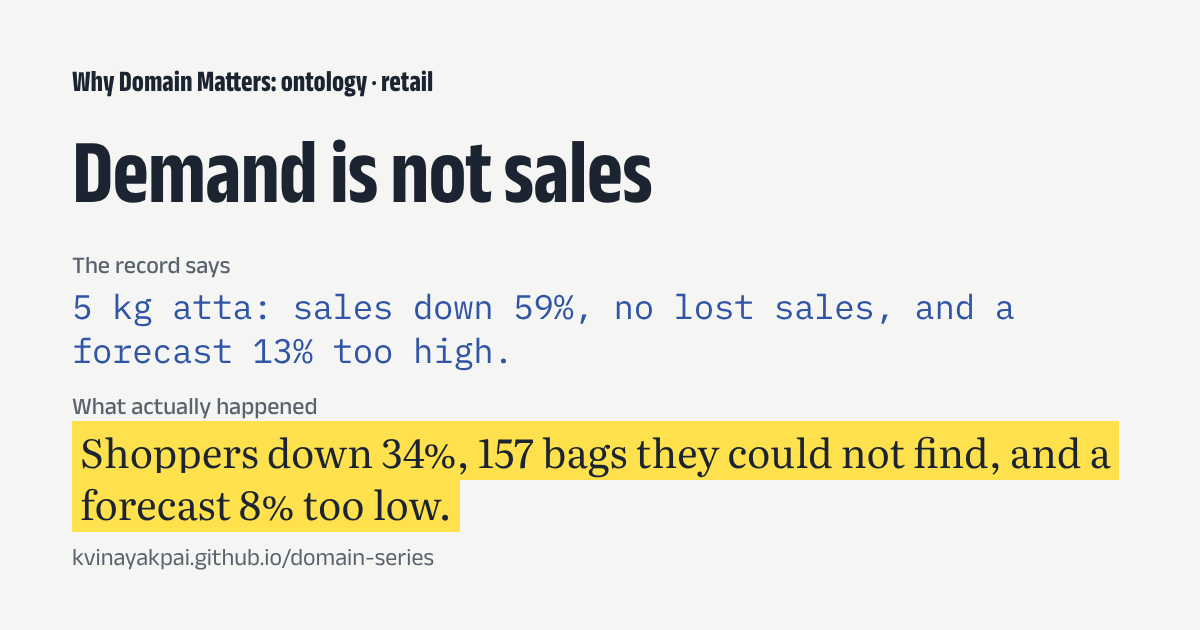 Why Domain Matters: ontology · retail
Demand is not sales
The record says
5 kg atta: sales down 59%, no lost sales, and a
forecast 13% too high.
What actually happened
Shoppers down 34%, 157 bags they could not find, and a
forecast 8% too low.
kvinayakpai.github.io/domain-series